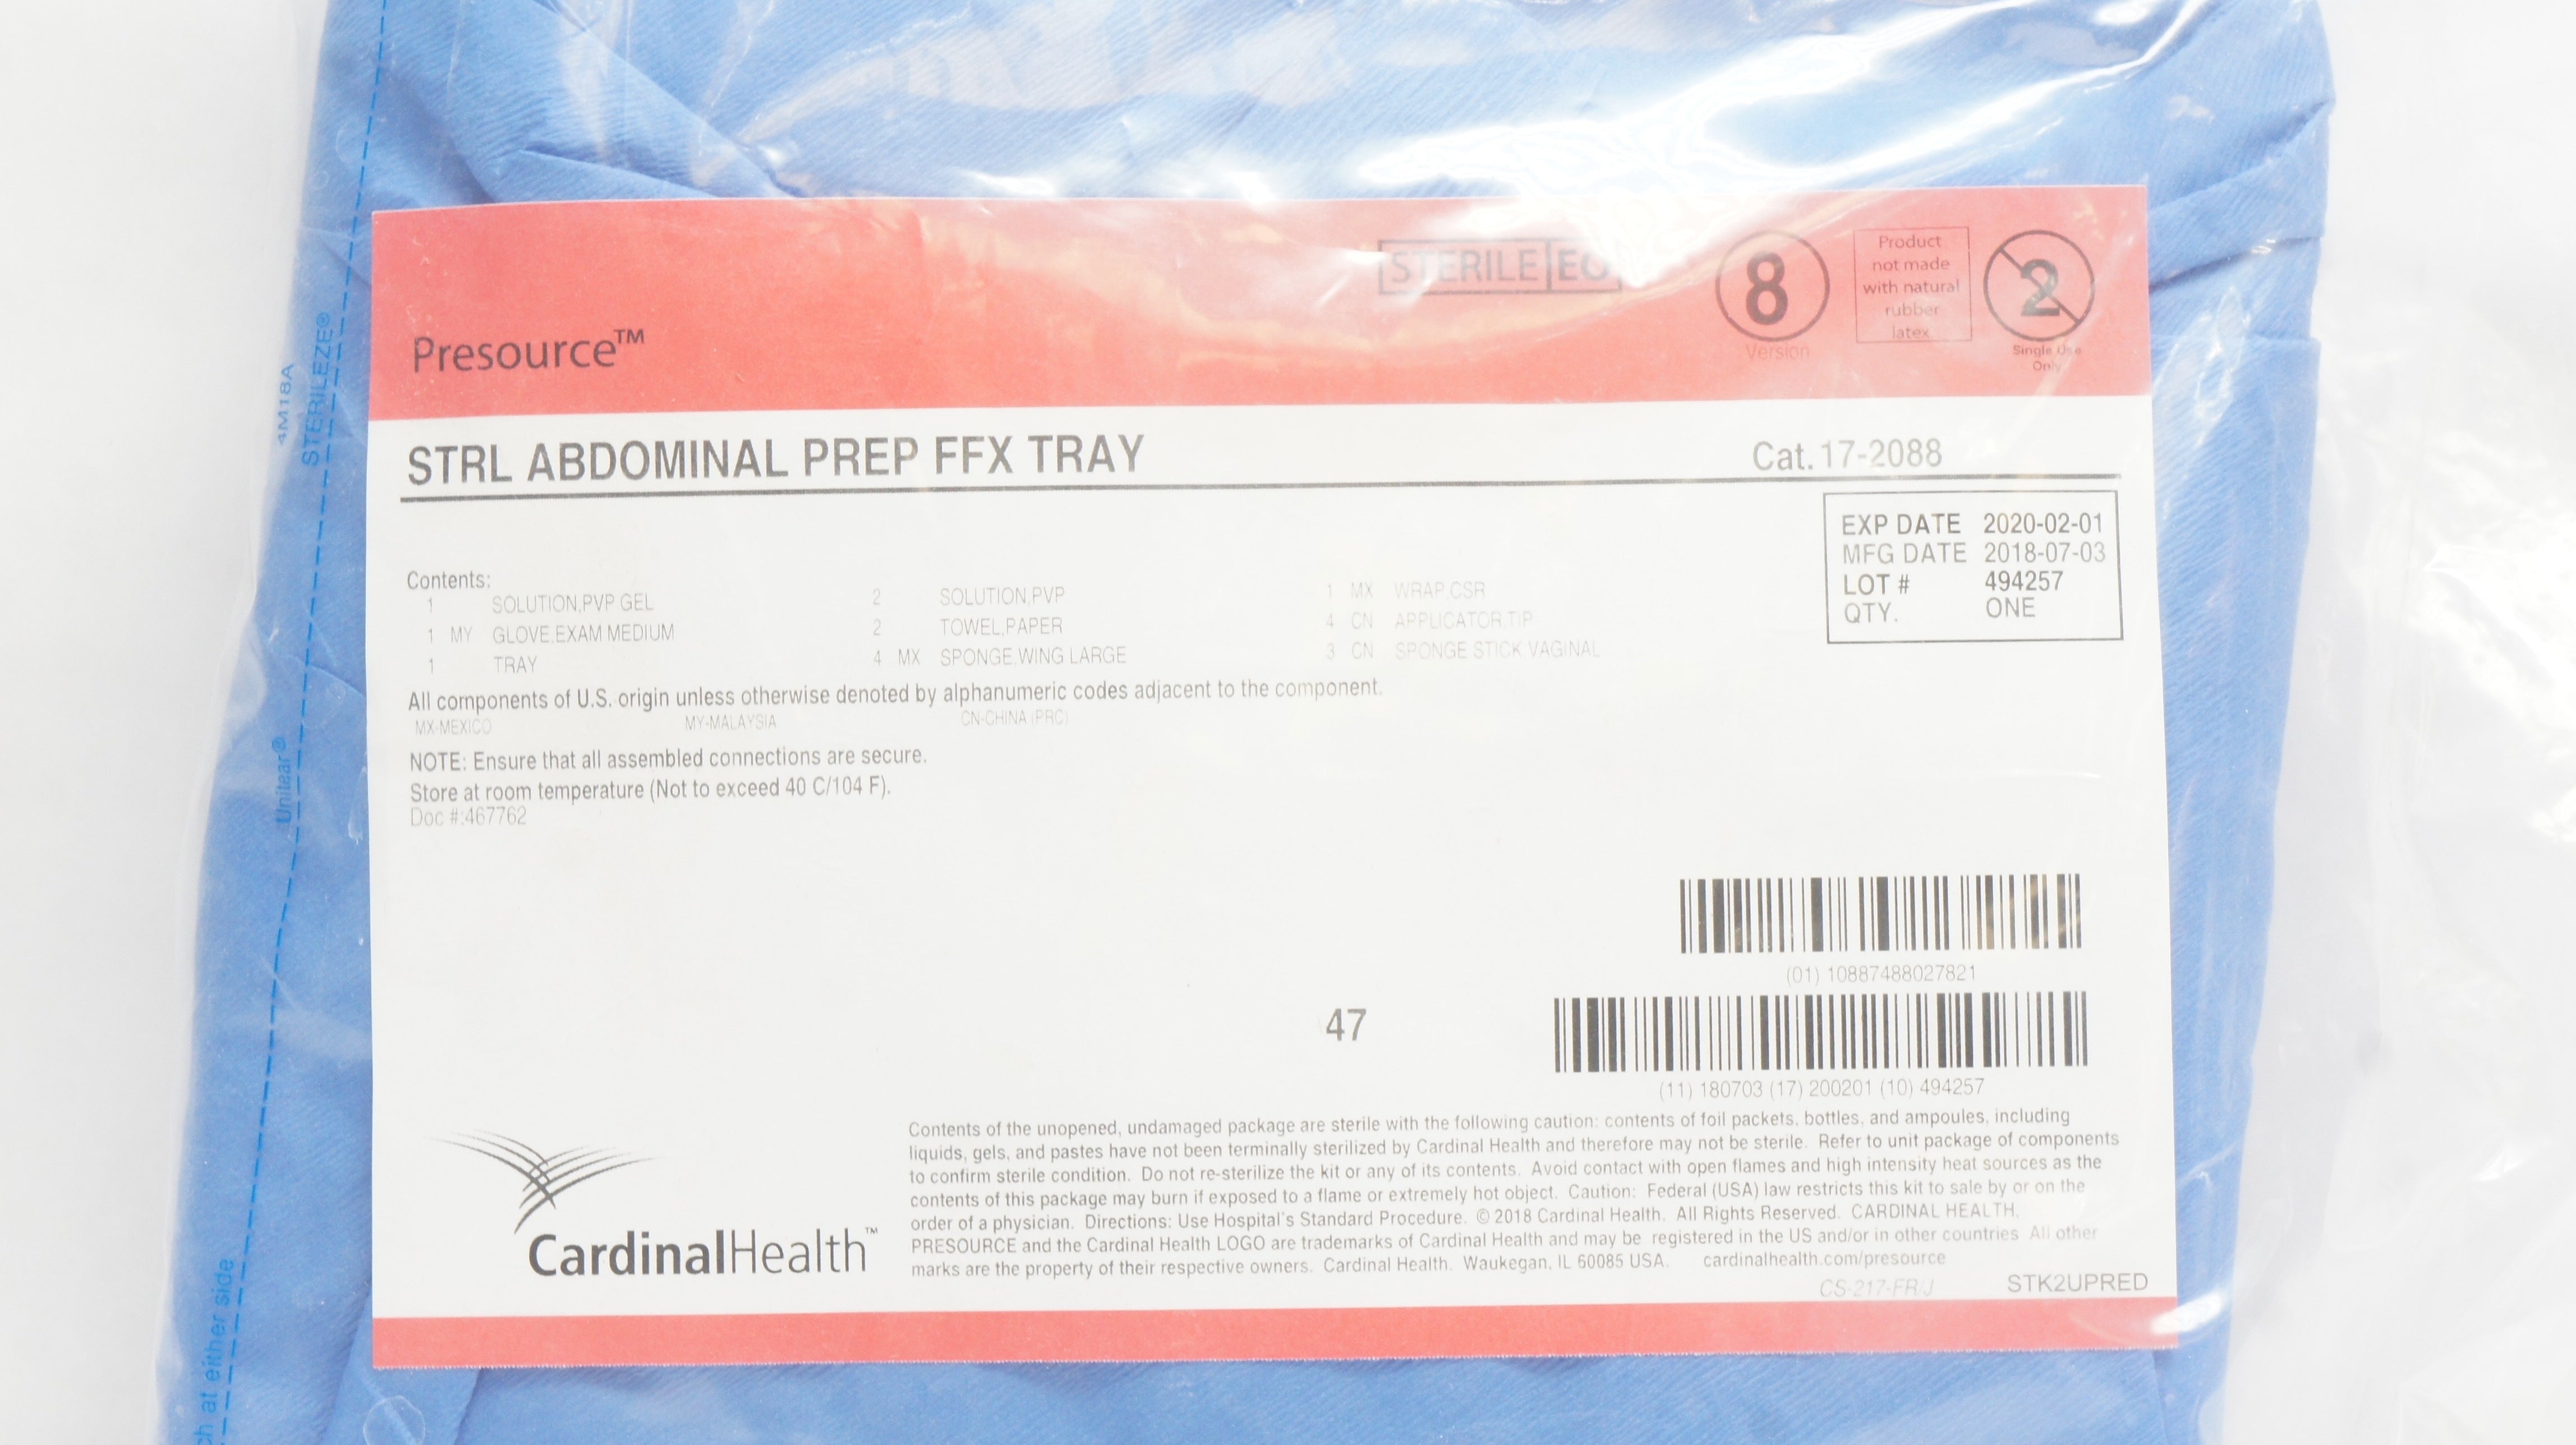 STERILE EO
8
Version
Product
not made
with natural
rubber
latex
2
Single Use
Only
Presource™
STRL ABDOMINAL PREP FFX TRAY Cat. 17-2088
EXP DATE 2020-02-01
MFG DATE 2018-07-03
LOT # 494257
QTY. ONE
Contents:
1 SOLUTION,PVP GEL 2 SOLUTION,PVP 1 MX WRAP,CSR
1 MY GLOVE,EXAM MEDIUM 2 TOWEL,PAPER 4 CN APPLICATOR,TIP
1 TRAY 4 MX SPONGE,WING LARGE 3 CN SPONGE STICK VAGINAL
All components of U.S. origin unless otherwise denoted by alphanumeric codes adjacent to the component.
MX-MEXICO MY-MALAYSIA CN-CHINA (PRC)
NOTE: Ensure that all assembled connections are secure.
Store at room temperature (Not to exceed 40 C/104 F).
Doc #:467762
(01) 10887488027821
47
(11) 180703 (17) 200201 (10) 494257
CardinalHealth™
Contents of the unopened, undamaged package are sterile with the following caution: contents of foil packets, bottles, and ampoules, including
liquids, gels, and pastes have not been terminally sterilized by Cardinal Health and therefore may not be sterile. Refer to unit package of components
to confirm sterile condition. Do not re-sterilize the kit or any of its contents. Avoid contact with open flames and high intensity heat sources as the
contents of this package may burn if exposed to a flame or extremely hot object. Caution: Federal (USA) law restricts this kit to sale by or on the
order of a physician. Directions: Use Hospital's Standard Procedure. © 2018 Cardinal Health. All Rights Reserved. CARDINAL HEALTH,
PRESOURCE and the Cardinal Health LOGO are trademarks of Cardinal Health and may be registered in the US and/or in other countries. All other
marks are the property of their respective owners. Cardinal Health. Waukegan, IL 60085 USA. cardinalhealth.com/presource
CS-217-FR/J STK2UPRED
4M18A
STERILEZE®
Unitear®
at either side